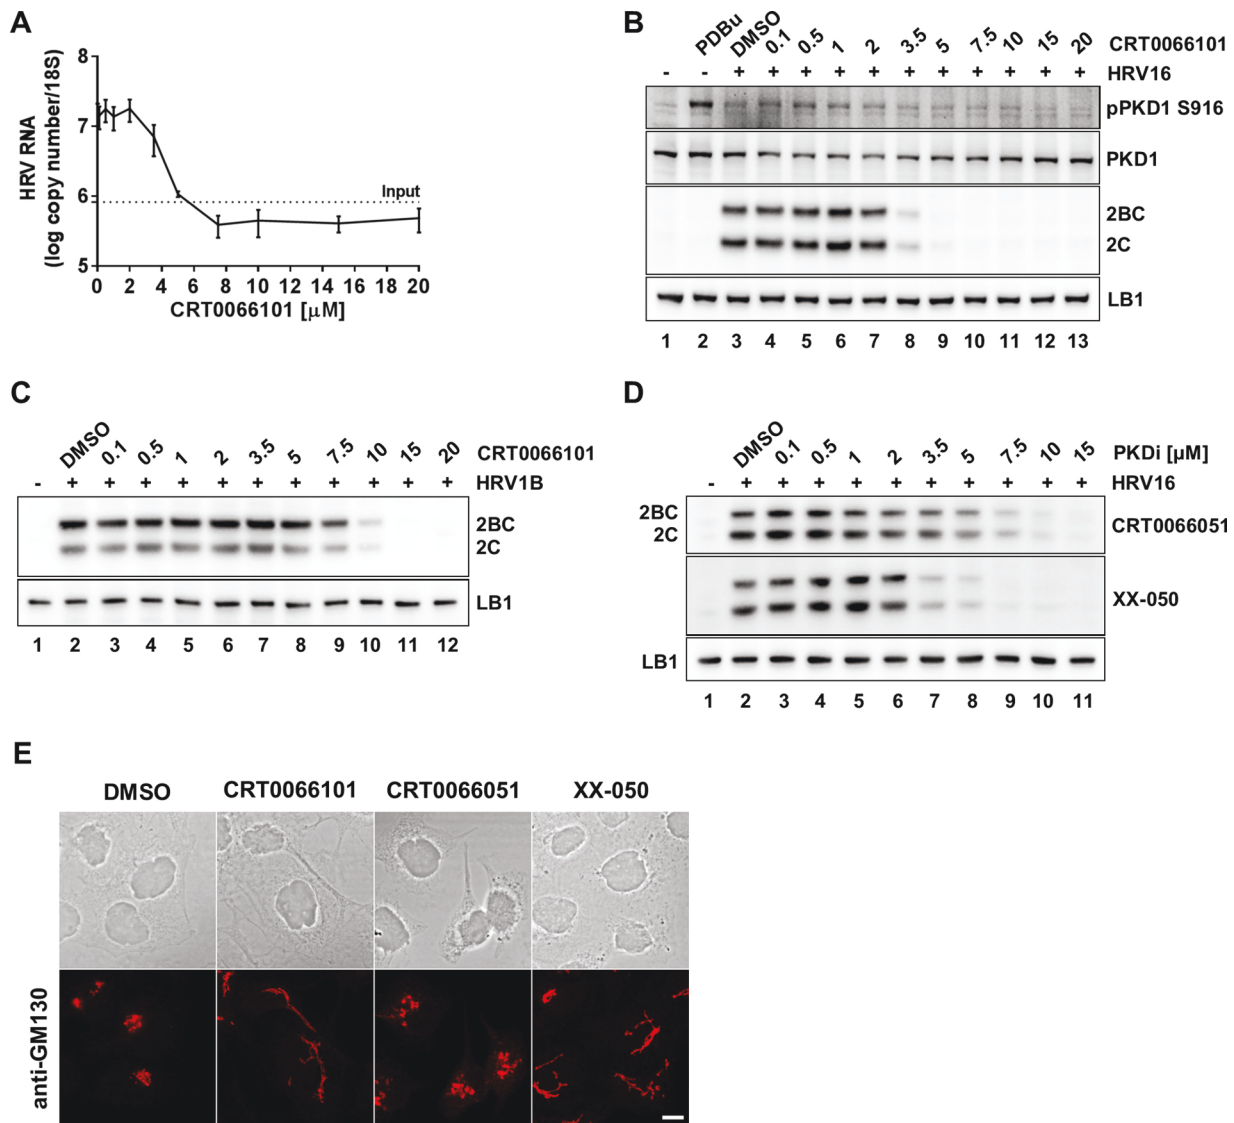 A
HRV RNA
(log copy number/18S)
8
7
6
5
Input
0 2 4 6 8 10 12 14 16 18 20
CRT0066101 [μM]
B
PDBu DMSO 0.1 0.5 1 2 3.5 5 7.5 10 15 20 CRT0066101
- - + + + + + + + + + + + HRV16
pPKD1 S916
PKD1
2BC
2C
LB1
1 2 3 4 5 6 7 8 9 10 11 12 13
C
DMSO 0.1 0.5 1 2 3.5 5 7.5 10 15 20 CRT0066101
- + + + + + + + + + + + HRV1B
2BC
2C
LB1
1 2 3 4 5 6 7 8 9 10 11 12
D
DMSO 0.1 0.5 1 2 3.5 5 7.5 10 15 PKDi [μM]
- + + + + + + + + + + HRV16
2BC
2C
CRT0066051
XX-050
LB1
1 2 3 4 5 6 7 8 9 10 11
E
DMSO CRT0066101 CRT0066051 XX-050
anti-GM130